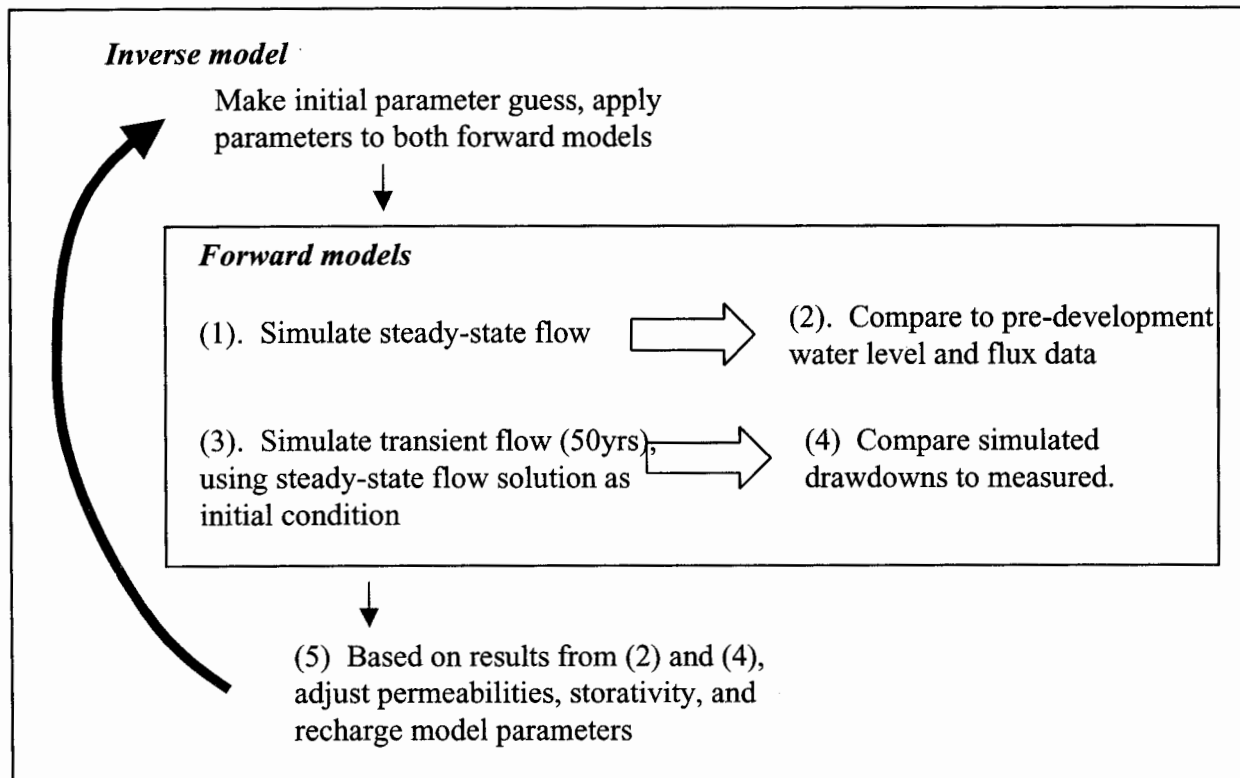 Inverse model
Make initial parameter guess, apply
parameters to both forward models
Forward models
(1). Simulate steady-state flow
(2). Compare to pre-development
water level and flux data
(3). Simulate transient flow (50yrs),
using steady-state flow solution as
initial condition
(4) Compare simulated
drawdowns to measured.
(5) Based on results from (2) and (4),
adjust permeabilities, storativity, and
recharge model parameters